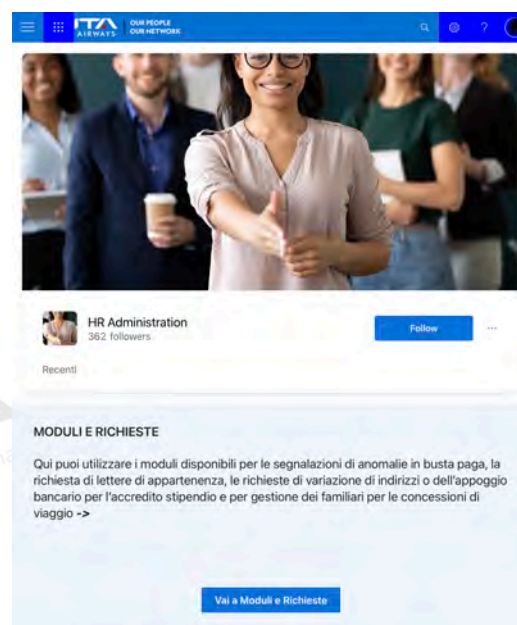 ITA
AIRWAYS
OUR PEOPLE
OUR NETWORK
?
HR Administration
362 followers
Follow
...
Recenti
MODULI E RICHIESTE
Qui puoi utilizzare i moduli disponibili per le segnalazioni di anomalie in busta paga, la
richiesta di lettere di appartenenza, le richieste di variazione di indirizzi o dell'appoggio
bancario per l'accredito stipendio e per gestione dei familiari per le concessioni di
viaggio ->
Vai a Moduli e Richieste